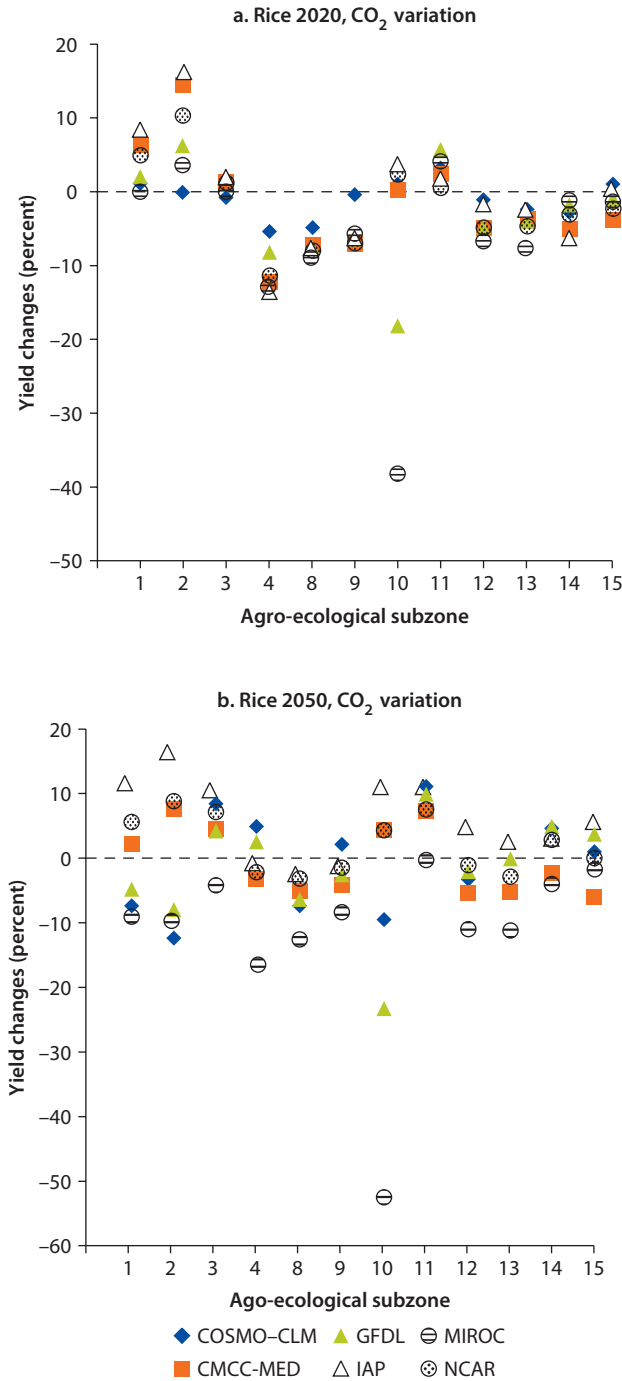 a. Rice 2020, CO₂ variation
20
10
0
–10
–20
–30
–40
–50
Yield changes (percent)
1 2 3 4 8 9 10 11 12 13 14 15
Agro-ecological subzone
b. Rice 2050, CO₂ variation
20
10
0
–10
–20
–30
–40
–50
–60
Yield changes (percent)
1 2 3 4 8 9 10 11 12 13 14 15
Ago-ecological subzone
COSMO–CLM GFDL MIROC
CMCC-MED IAP NCAR